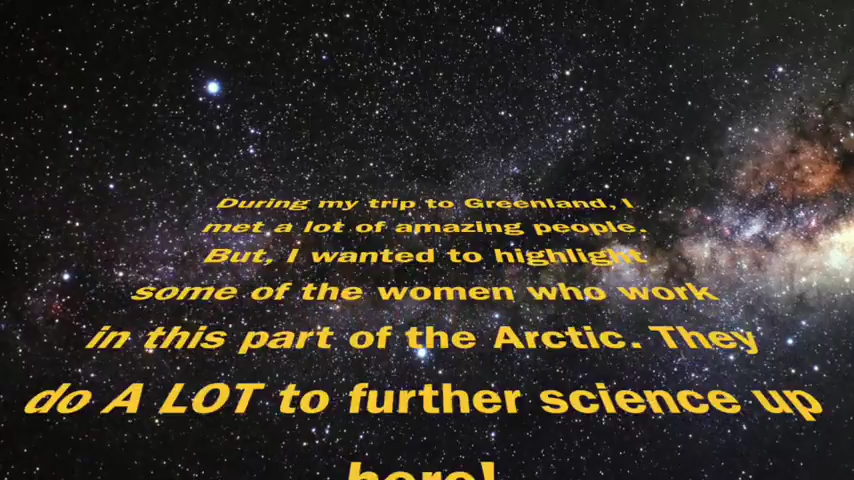 During my trip to Greenland, I
met a lot of amazing people.
But, I wanted to highlight
some of the women who work
in this part of the Arctic. They
do A LOT to further science up
here!